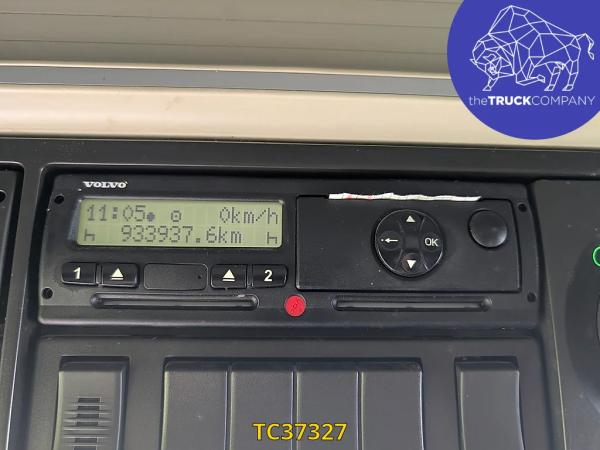 theTRUCKCOMPANY
VOLVO
11:05 0km/h
933937.6km
OK
1 2
TC37327